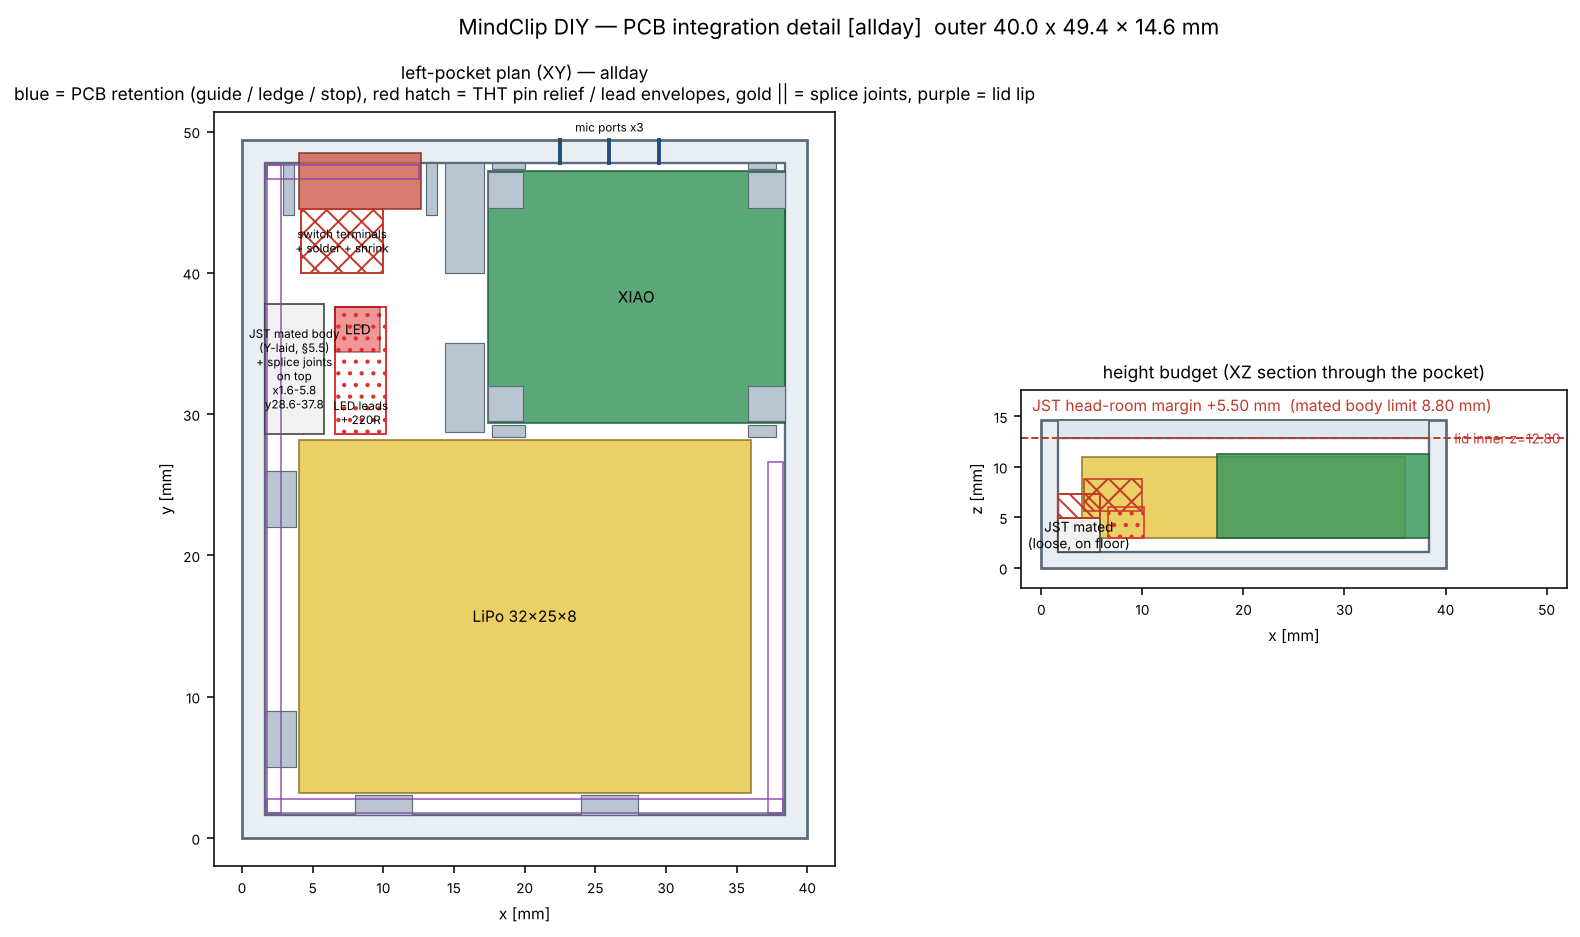 MindClip DIY — PCB integration detail [allday]  outer 40.0 x 49.4 × 14.6 mm
left-pocket plan (XY) — allday
blue = PCB retention (guide / ledge / stop), red hatch = THT pin relief / lead envelopes, gold || = splice joints, purple = lid lip
mic ports x3
switch terminals
+ solder + shrink
XIAO
LED
JST mated body
(Y-laid, §5.5)
+ splice joints
on top
x1.6-5.8
y28.6-37.8
LED leads
+ 220R
LiPo 32×25×8
50
40
30
20
10
0
y [mm]
0 5 10 15 20 25 30 35 40
x [mm]
height budget (XZ section through the pocket)
JST head-room margin +5.50 mm  (mated body limit 8.80 mm)
lid inner z=12.80
JST mated
(loose, on floor)
15
10
5
0
z [mm]
0 10 20 30 40 50
x [mm]